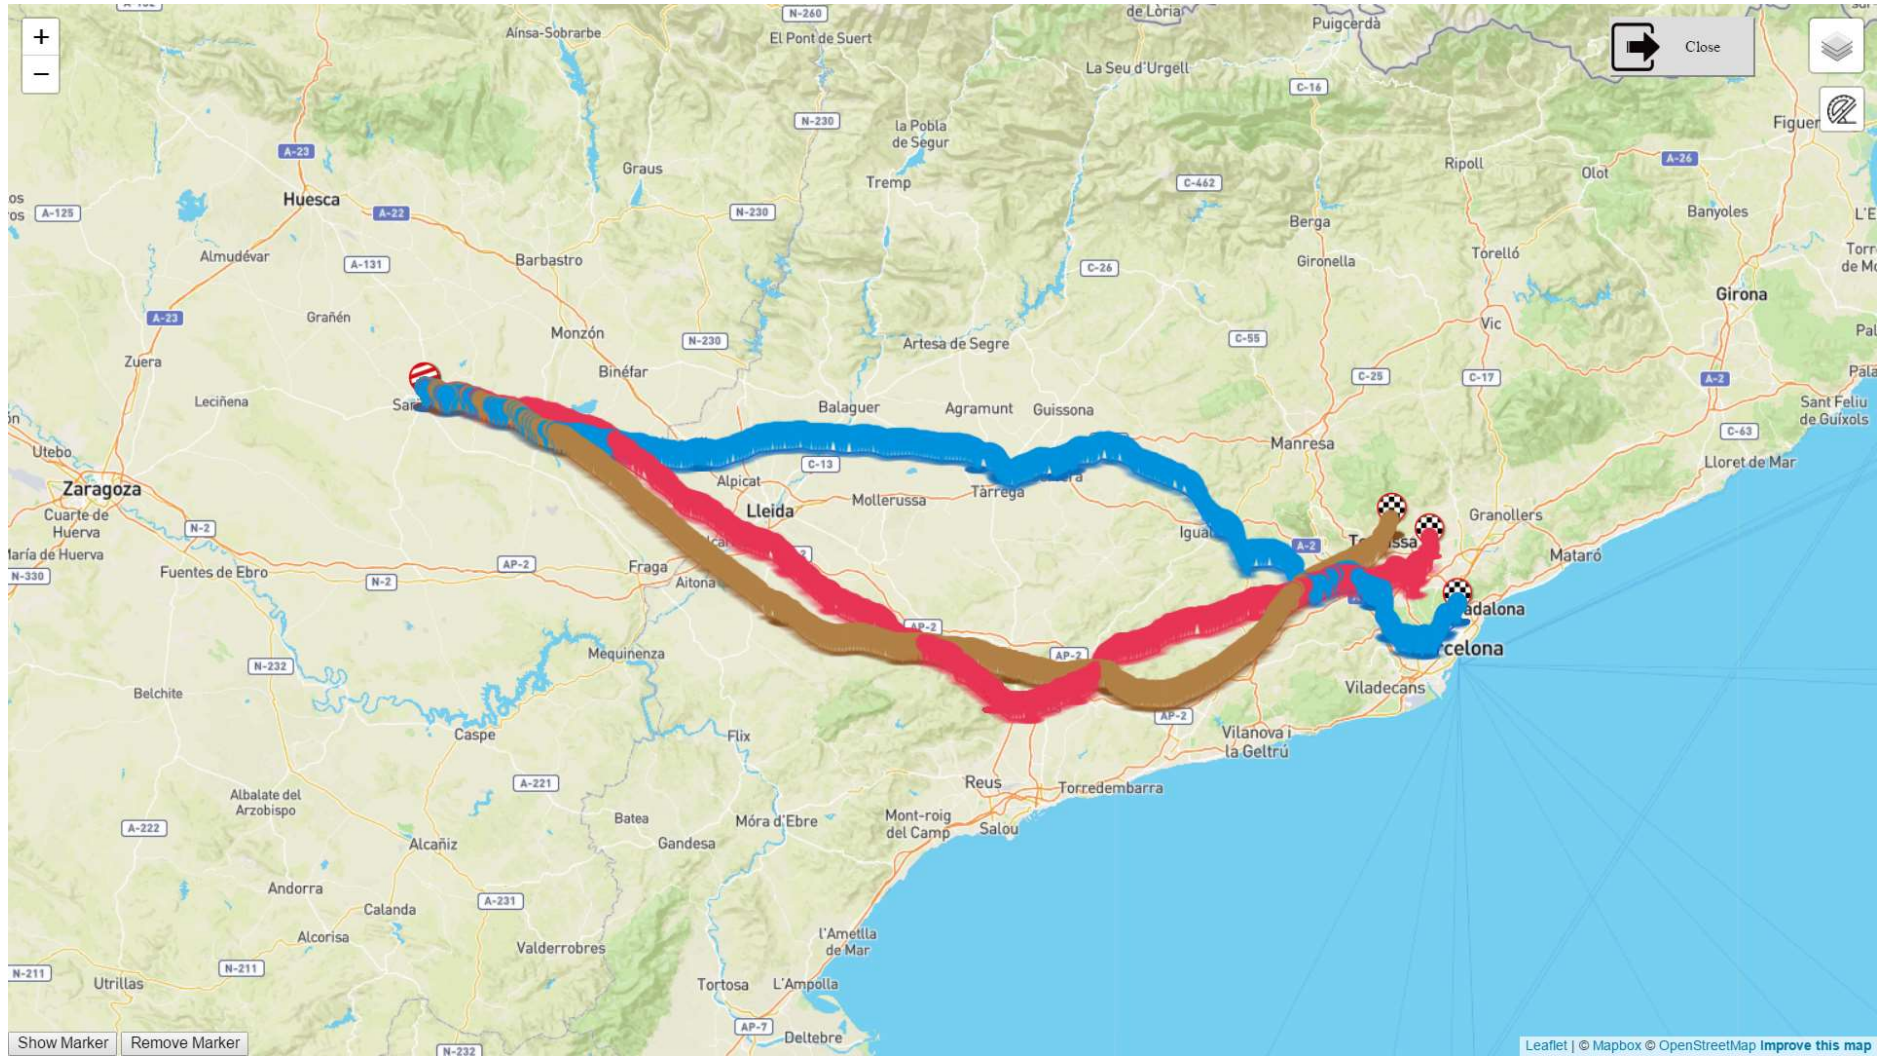 +
−
N-260
de Lòria
Puigcerdà
Aínsa-Sobrarbe
El Pont de Suert
Close
La Seu d'Urgell
C-16
N-230
la Pobla
de Segur
Figuer
A-23
Graus
Ripoll
A-26
Olot
Tremp
C-462
Huesca
A-125
A-22
N-230
Berga
Banyoles
L'E
Almudévar
A-131
Barbastro
C-26
Gironella
Torelló
Torr
de Mo
Girona
Grañén
A-23
Monzón
N-230
Artesa de Segre
C-55
Vic
Pal
Zuera
Binéfar
C-25
C-17
A-2
Pala
Leciñena
Sar
Balaguer
Agramunt
Guissona
Sant Feliu
de Guíxols
Manresa
C-63
Utebo
C-13
Lloret de Mar
Zaragoza
Alpicat
Mollerussa
Tàrrega
Cuarte de
Huerva
N-2
Lleida
Igual
A-2
Granollers
María de Huerva
N-330
Fuentes de Ebro
N-2
AP-2
Fraga
Aitona
Mataró
adalona
AP-2
N-232
Mequinenza
AP-2
rcelona
Belchite
Viladecans
AP-2
Caspe
Flix
Vilanova i
la Geltrú
A-221
Reus
Torredembarra
Albalate del
Arzobispo
A-222
Batea
Móra d'Ebre
Mont-roig
del Camp
Salou
Alcañiz
Gandesa
Andorra
Calanda
A-231
Alcorisa
Valderrobres
l'Ametlla
de Mar
N-211
N-211
Utrillas
Tortosa
L'Ampolla
AP-7
Deltebre
Show Marker
Remove Marker
N-232
Leaflet | © Mapbox © OpenStreetMap Improve this map